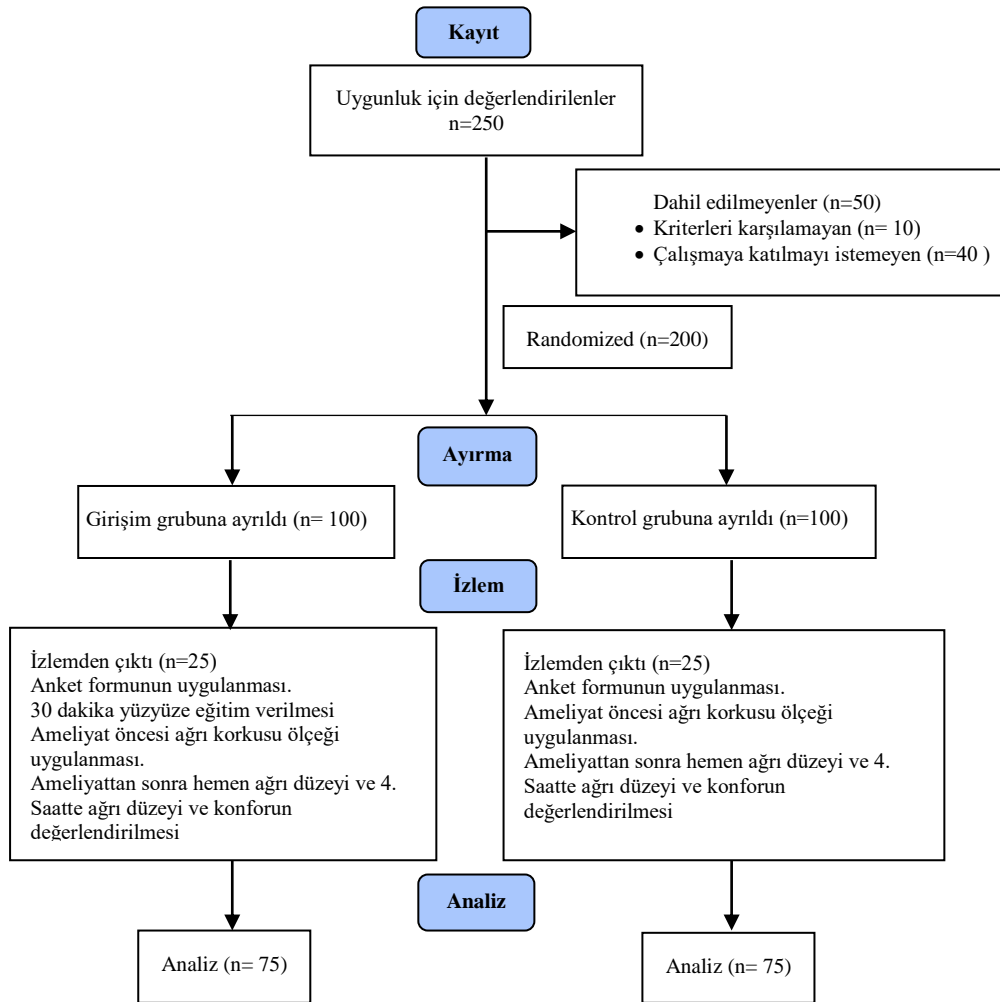 Kayıt
Uygunluk için değerlendirilenler
n=250
Dahil edilmeyenler (n=50)
• Kriterleri karşılamayan (n= 10)
• Çalışmaya katılmayı istemeyen (n=40 )
Randomized (n=200)
Ayırma
Girişim grubuna ayrıldı (n= 100)
Kontrol grubuna ayrıldı (n=100)
İzlem
İzlemden çıktı (n=25)
Anket formunun uygulanması.
30 dakika yüzyüze eğitim verilmesi
Ameliyat öncesi ağrı korkusu ölçeği
uygulanması.
Ameliyattan sonra hemen ağrı düzeyi ve 4.
Saatte ağrı düzeyi ve konforun
değerlendirilmesi
İzlemden çıktı (n=25)
Anket formunun uygulanması.
Ameliyat öncesi ağrı korkusu ölçeği
uygulanması.
Ameliyattan sonra hemen ağrı düzeyi ve 4.
Saatte ağrı düzeyi ve konforun
değerlendirilmesi
Analiz
Analiz (n= 75)
Analiz (n= 75)